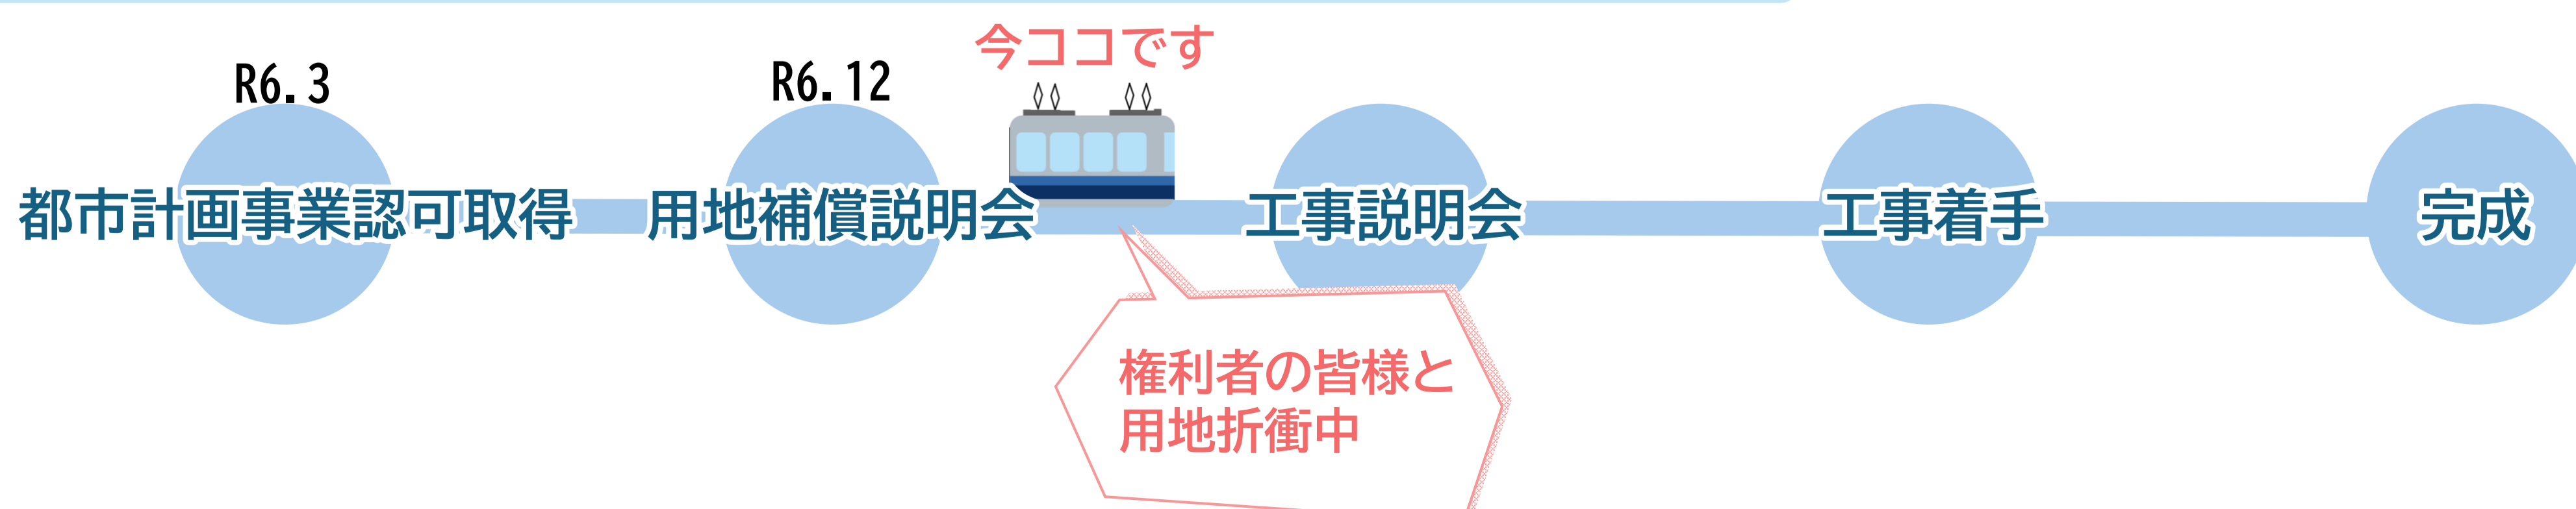 今ココです
R6.3
R6.12
都市計画事業認可取得
用地補償説明会
工事説明会
工事着手
完成
権利者の皆様と
用地折衝中